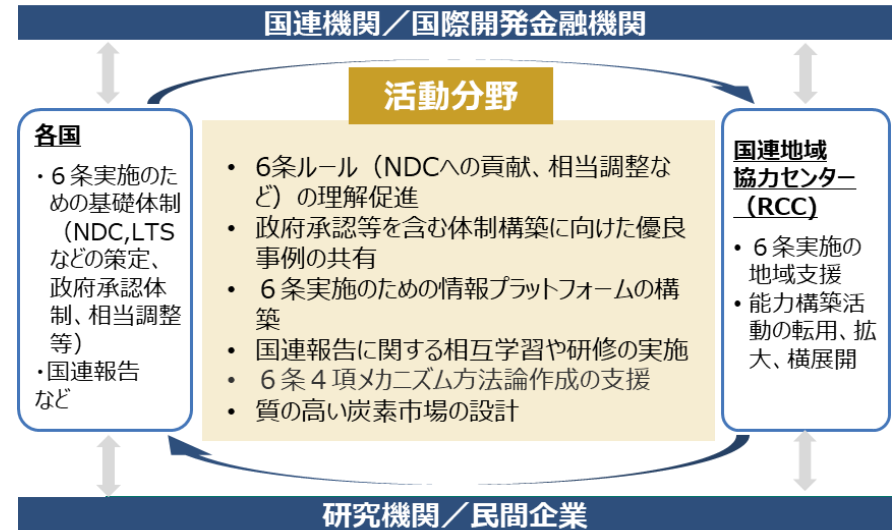 国連機関／国際開発金融機関
活動分野
各国
・６条実施のた
めの基礎体制
（NDC,LTS
などの策定、
政府承認体
制、相当調整
等）
・国連報告
など
• 6条ルール（NDCへの貢献、相当調整な
ど）の理解促進
• 政府承認等を含む体制構築に向けた優良
事例の共有
• ６条実施のための情報プラットフォームの構
築
• 国連報告に関する相互学習や研修の実施
• ６条４項メカニズム方法論作成の支援
• 質の高い炭素市場の設計
国連地域
協力センター
（RCC)
• ６条実施の
地域支援
• 能力構築活
動の転用、拡
大、横展開
研究機関／民間企業